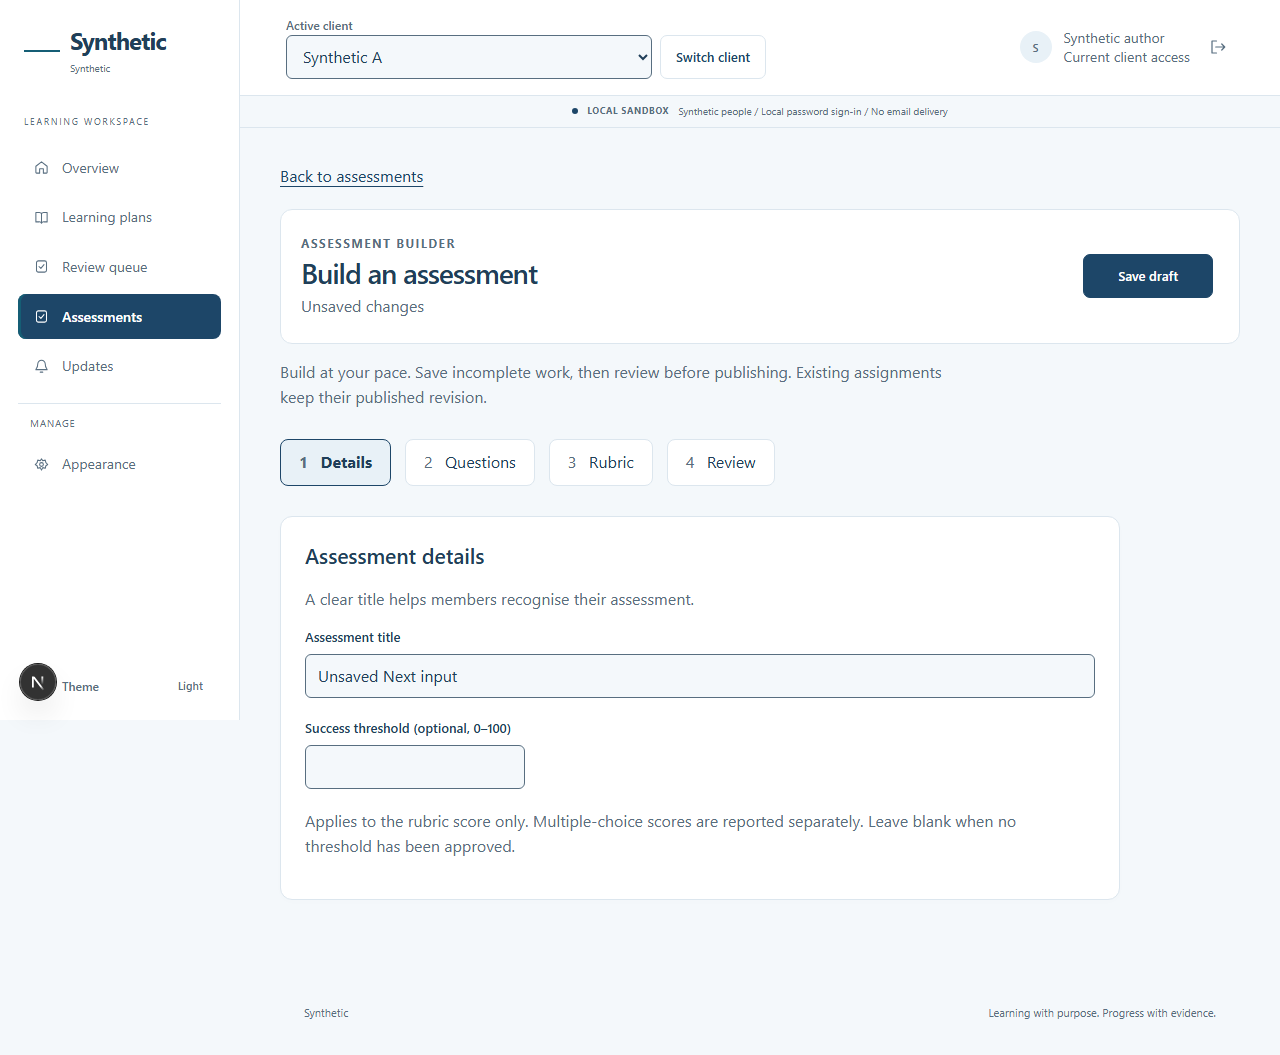 Synthetic
Synthetic
LEARNING WORKSPACE
Overview
Learning plans
Review queue
Assessments
Updates
MANAGE
Appearance
N
Theme
Light
Active client
Synthetic A
Switch client
S
Synthetic author
Current client access
LOCAL SANDBOX Synthetic people / Local password sign-in / No email delivery
Back to assessments
ASSESSMENT BUILDER
Build an assessment
Unsaved changes
Save draft
Build at your pace. Save incomplete work, then review before publishing. Existing assignments
keep their published revision.
1 Details
2 Questions
3 Rubric
4 Review
Assessment details
A clear title helps members recognise their assessment.
Assessment title
Unsaved Next input
Success threshold (optional, 0–100)
Applies to the rubric score only. Multiple-choice scores are reported separately. Leave blank when no
threshold has been approved.
Synthetic
Learning with purpose. Progress with evidence.